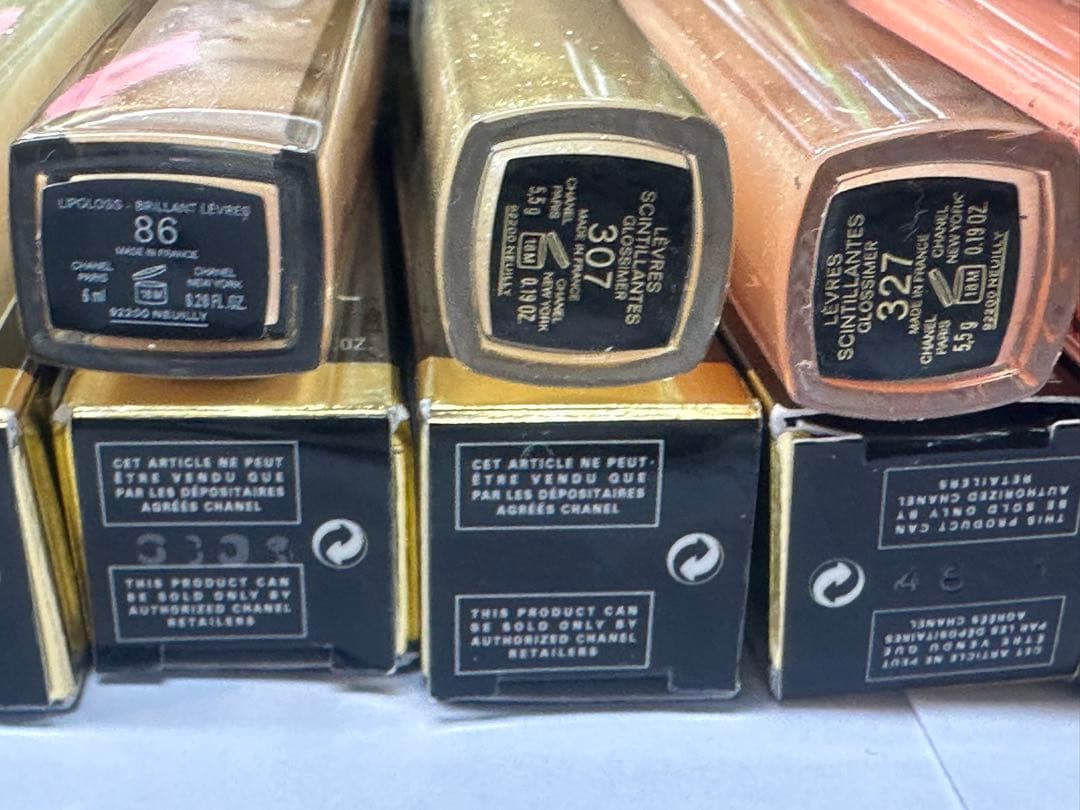 LIPGLOSS - BRILLANT LÈVRES
86
MADE IN FRANCE
CHANEL
PARIS
6 ml
18M
CHANEL
NEW YORK
0.20 FL.OZ.
92200 NEUILLY
LÈVRES
SCINTILLANTES
GLOSSIMER
307
MADE IN FRANCE
CHANEL
PARIS
5,5 g
18M
CHANEL
NEW YORK
0.19 OZ
92200 NEUILLY
LÈVRES
SCINTILLANTES
GLOSSIMER
327
MADE IN FRANCE
CHANEL
PARIS
5,5 g
18M
CHANEL
NEW YORK
0.19 OZ.
92200 NEUILLY
OZ
CET ARTICLE NE PEUT
ÊTRE VENDU QUE
PAR LES DÉPOSITAIRES
AGRÉÉS CHANEL
THIS PRODUCT CAN
BE SOLD ONLY BY
AUTHORIZED CHANEL
RETAILERS
CET ARTICLE NE PEUT
ÊTRE VENDU QUE
PAR LES DÉPOSITAIRES
AGRÉÉS CHANEL
THIS PRODUCT CAN
BE SOLD ONLY BY
AUTHORIZED CHANEL
RETAILERS
THIS PRODUCT CAN
BE SOLD ONLY BY
AUTHORIZED CHANEL
RETAILERS
CET ARTICLE NE PEUT
ÊTRE VENDU QUE
PAR LES DÉPOSITAIRES
AGRÉÉS CHANEL